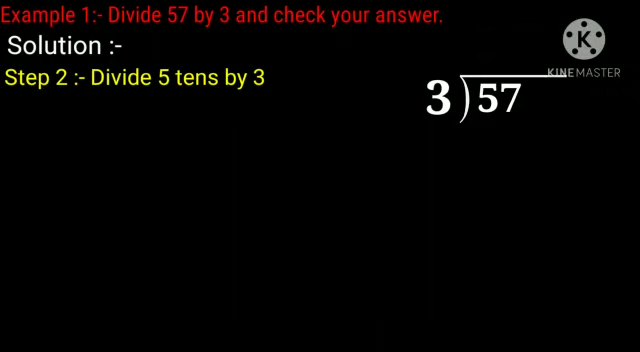 Example 1:- Divide 57 by 3 and check your answer.
Solution :-
Step 2 :- Divide 5 tens by 3
3)57
K
KINEMASTER